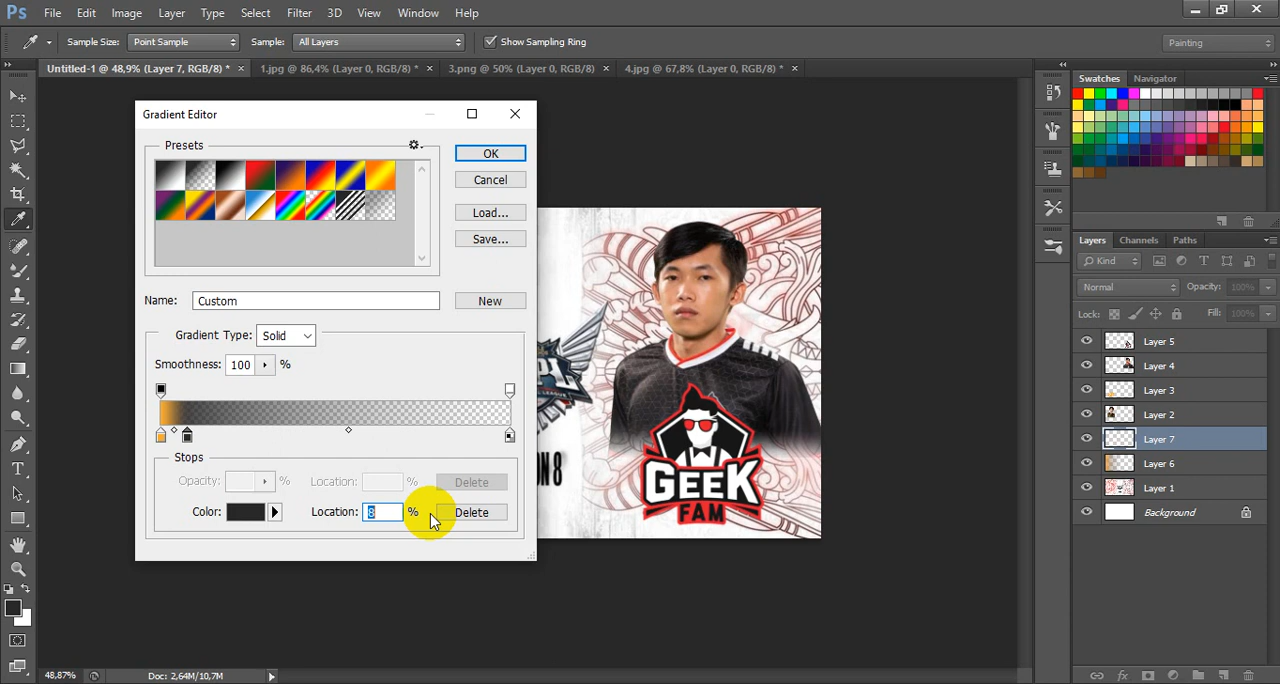 Ps File Edit Image Layer Type Select Filter 3D View Window Help
Sample Size: Point Sample Sample: All Layers Show Sampling Ring Painting
Untitled-1 @ 48,9% (Layer 7, RGB/8) * 1.jpg @ 86,4% (Layer 0, RGB/8) * 3.png @ 50% (Layer 0, RGB/8) 4.jpg @ 67,8% (Layer 0, RGB/8) *
Swatches Navigator
Gradient Editor
Presets
OK
Cancel
Load...
Save...
Name: Custom New
Gradient Type: Solid
Smoothness: 100 %
Stops
Opacity: % Location: % Delete
Color: Location: 8 % Delete
PL
ON 8
GEEK
FAM
Layers Channels Paths
Kind
Normal Opacity: 100%
Lock: Fill: 100%
Layer 5
Layer 4
Layer 3
Layer 2
Layer 7
Layer 6
Layer 1
Background
48,87% Doc: 2,64M/10,7M